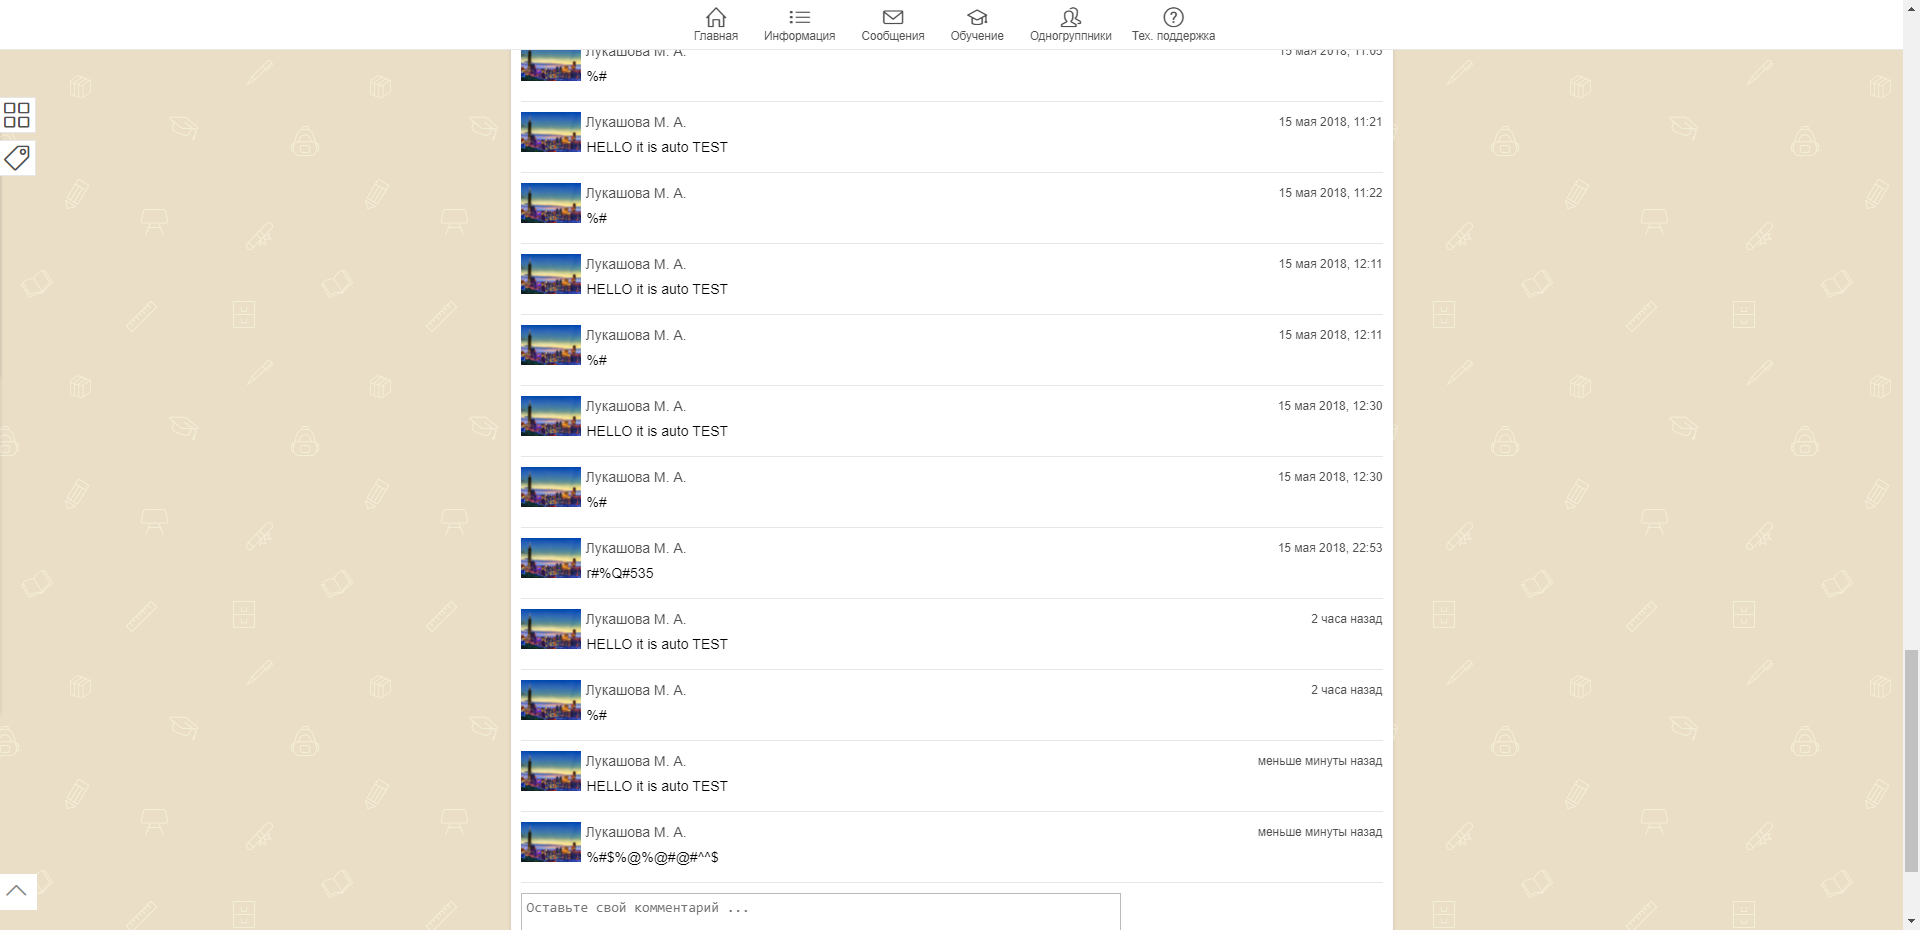 Главная Информация Сообщения Обучение Одногруппники Тех. поддержка
Лукашова М. А. 15 мая 2018, 11:05
%#
Лукашова М. А. 15 мая 2018, 11:21
HELLO it is auto TEST
Лукашова М. А. 15 мая 2018, 11:22
%#
Лукашова М. А. 15 мая 2018, 12:11
HELLO it is auto TEST
Лукашова М. А. 15 мая 2018, 12:11
%#
Лукашова М. А. 15 мая 2018, 12:30
HELLO it is auto TEST
Лукашова М. А. 15 мая 2018, 12:30
%#
Лукашова М. А. 15 мая 2018, 22:53
r#%Q#535
Лукашова М. А. 2 часа назад
HELLO it is auto TEST
Лукашова М. А. 2 часа назад
%#
Лукашова М. А. меньше минуты назад
HELLO it is auto TEST
Лукашова М. А. меньше минуты назад
%#$%@%@#@#^^$
Оставьте свой комментарий ...